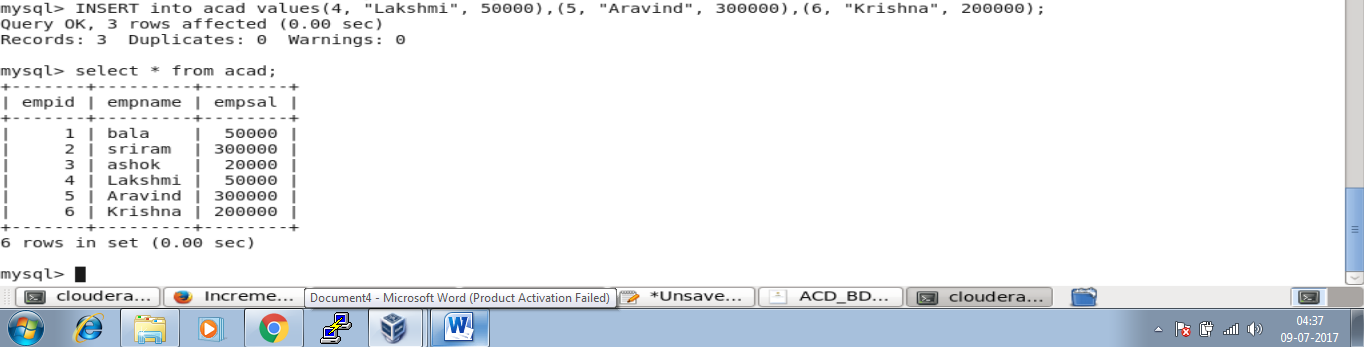 mysql> INSERT into acad values(4, "Lakshmi", 50000),(5, "Aravind", 300000),(6, "Krishna", 200000);
Query OK, 3 rows affected (0.00 sec)
Records: 3  Duplicates: 0  Warnings: 0
mysql> select * from acad;
+-------+---------+--------+
| empid | empname | empsal |
+-------+---------+--------+
|     1 | bala    |  50000 |
|     2 | sriram  | 300000 |
|     3 | ashok   |  20000 |
|     4 | Lakshmi |  50000 |
|     5 | Aravind | 300000 |
|     6 | Krishna | 200000 |
+-------+---------+--------+
6 rows in set (0.00 sec)
mysql>
cloudera... Increme... Document4 - Microsoft Word (Product Activation Failed) *Unsave... ACD_BD... cloudera...
04:37
09-07-2017